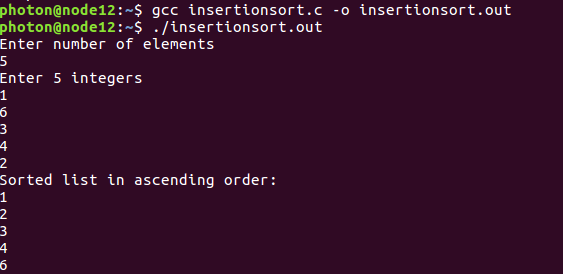 photon@node12:~$ gcc insertionsort.c -o insertionsort.out
photon@node12:~$ ./insertionsort.out
Enter number of elements
5
Enter 5 integers
1
6
3
4
2
Sorted list in ascending order:
1
2
3
4
6